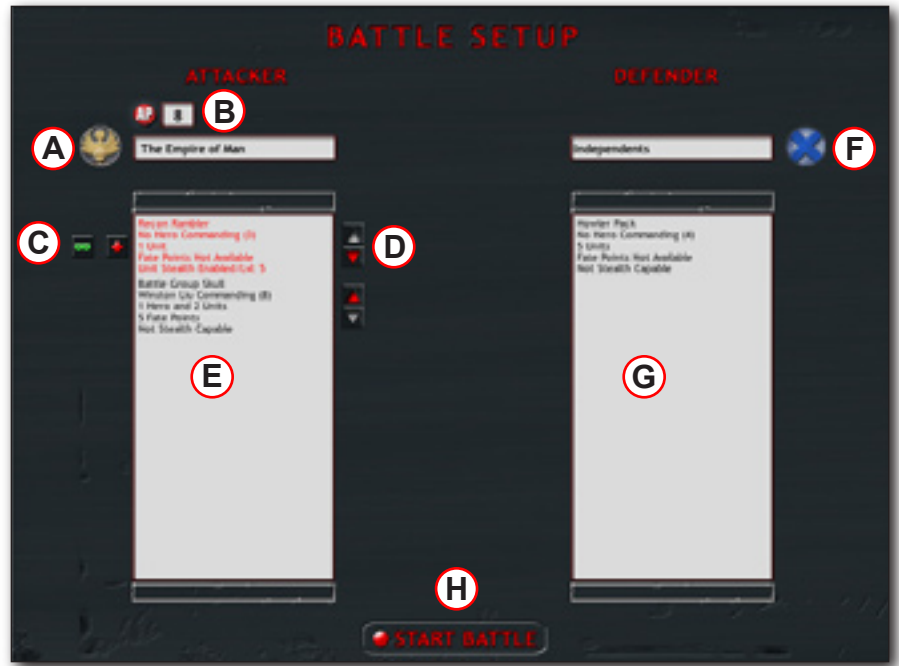 BATTLE SETUP
ATTACKER
DEFENDER
AP 8
B
A
The Empire of Man
Independents
F
C
D
Recon Rambler
No Hero Commanding (3)
1 Unit
Fate Points Not Available
Unit Stealth Enabled/Lvl: 5
Battle Group Skull
Winston Liu Commanding (8)
1 Hero and 2 Units
5 Fate Points
Not Stealth Capable
E
Howler Pack
No Hero Commanding (4)
5 Units
Fate Points Not Available
Not Stealth Capable
G
H
START BATTLE